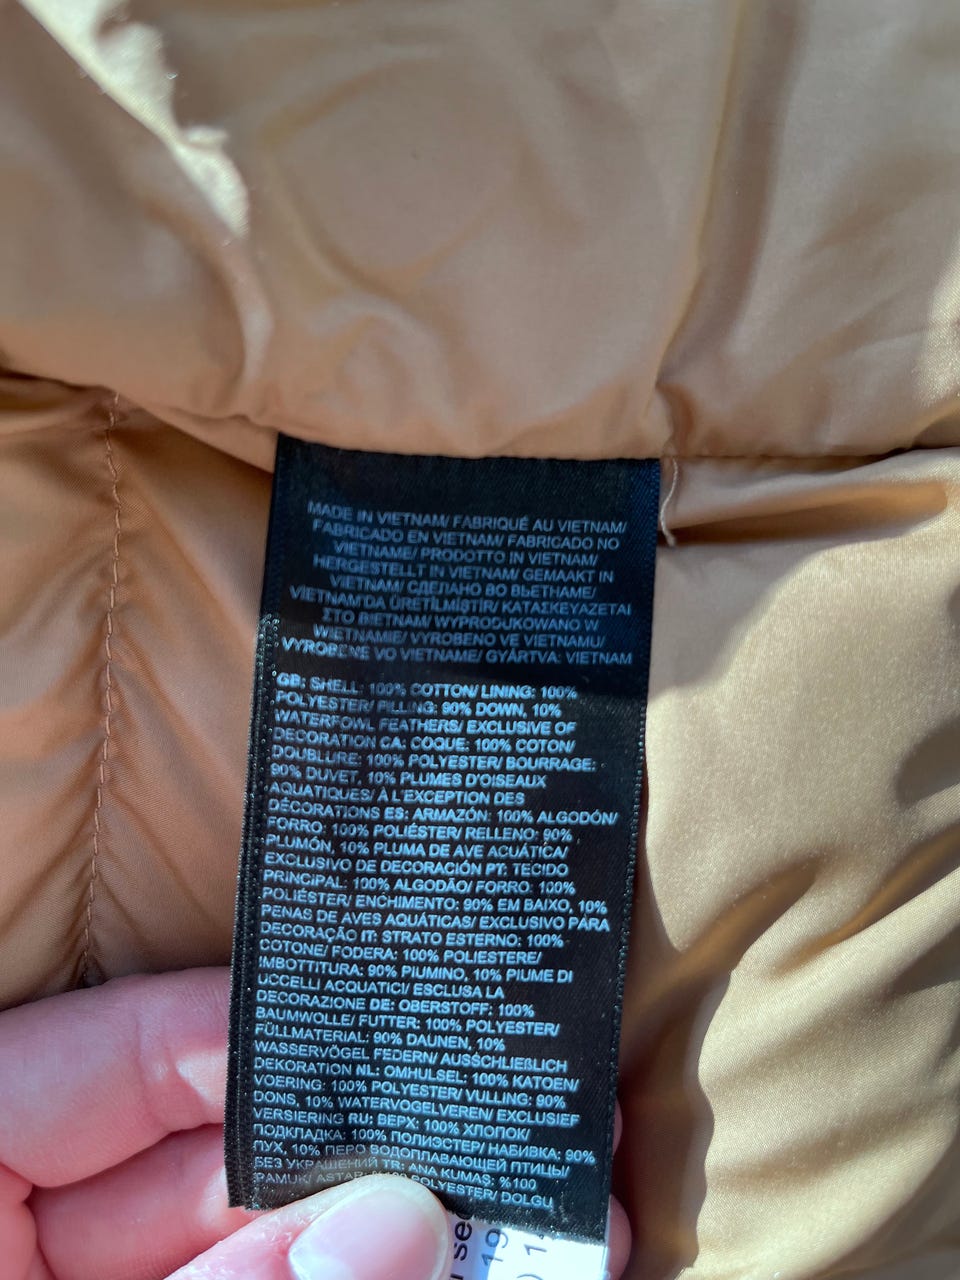 MADE IN VIETNAM/ FABRIQUÉ AU VIETNAM/
FABRICADO EN VIETNAM/ FABRICADO NO
VIETNAME/ PRODOTTO IN VIETNAM/
HERGESTELLT IN VIETNAM/ GEMAAKT IN
VIETNAM/ СДЕЛАНО ВО ВЬЕТНАМЕ/
VIETNAM'DA ÜRETİLMİŞTİR/ ΚΑΤΑΣΚΕΥΑΖΕΤΑΙ
ΣΤΟ ΒΙΕΤΝΑΜ/ WYPRODUKOWANO W
WIETNAMIE/ VYROBENO VE VIETNAMU/
VYROBENE VO VIETNAME/ GYÁRTVA: VIETNAM
GB: SHELL: 100% COTTON/ LINING: 100%
POLYESTER/ FILLING: 90% DOWN, 10%
WATERFOWL FEATHERS/ EXCLUSIVE OF
DECORATION CA: COQUE: 100% COTON/
DOUBLURE: 100% POLYESTER/ BOURRAGE:
90% DUVET, 10% PLUMES D'OISEAUX
AQUATIQUES/ À L'EXCEPTION DES
DÉCORATIONS ES: ARMAZÓN: 100% ALGODÓN/
FORRO: 100% POLIÉSTER/ RELLENO: 90%
PLUMÓN, 10% PLUMA DE AVE ACUÁTICA/
EXCLUSIVO DE DECORACIÓN PT: TECIDO
PRINCIPAL: 100% ALGODÃO/ FORRO: 100%
POLIÉSTER/ ENCHIMENTO: 90% EM BAIXO, 10%
PENAS DE AVES AQUÁTICAS/ EXCLUSIVO PARA
DECORAÇÃO IT: STRATO ESTERNO: 100%
COTONE/ FODERA: 100% POLIESTERE/
IMBOTTITURA: 90% PIUMINO, 10% PIUME DI
UCCELLI ACQUATICI/ ESCLUSA LA
DECORAZIONE DE: OBERSTOFF: 100%
BAUMWOLLE/ FUTTER: 100% POLYESTER/
FÜLLMATERIAL: 90% DAUNEN, 10%
WASSERVÖGEL FEDERN/ AUSSCHLIEßLICH
DEKORATION NL: OMHULSEL: 100% KATOEN/
VOERING: 100% POLYESTER/ VULLING: 90%
DONS, 10% WATERVOGELVEREN/ EXCLUSIEF
VERSIERING RU: ВЕРХ: 100% ХЛОПОК/
ПОДКЛАДКА: 100% ПОЛИЭСТЕР/ НАБИВКА: 90%
ПУХ, 10% ПЕРО ВОДОПЛАВАЮЩЕЙ ПТИЦЫ/
БЕЗ УКРАШЕНИЙ TR: ANA KUMAŞ: %100
PAMUK/ ASTAR: %100 POLYESTER/ DOLGU
se
19